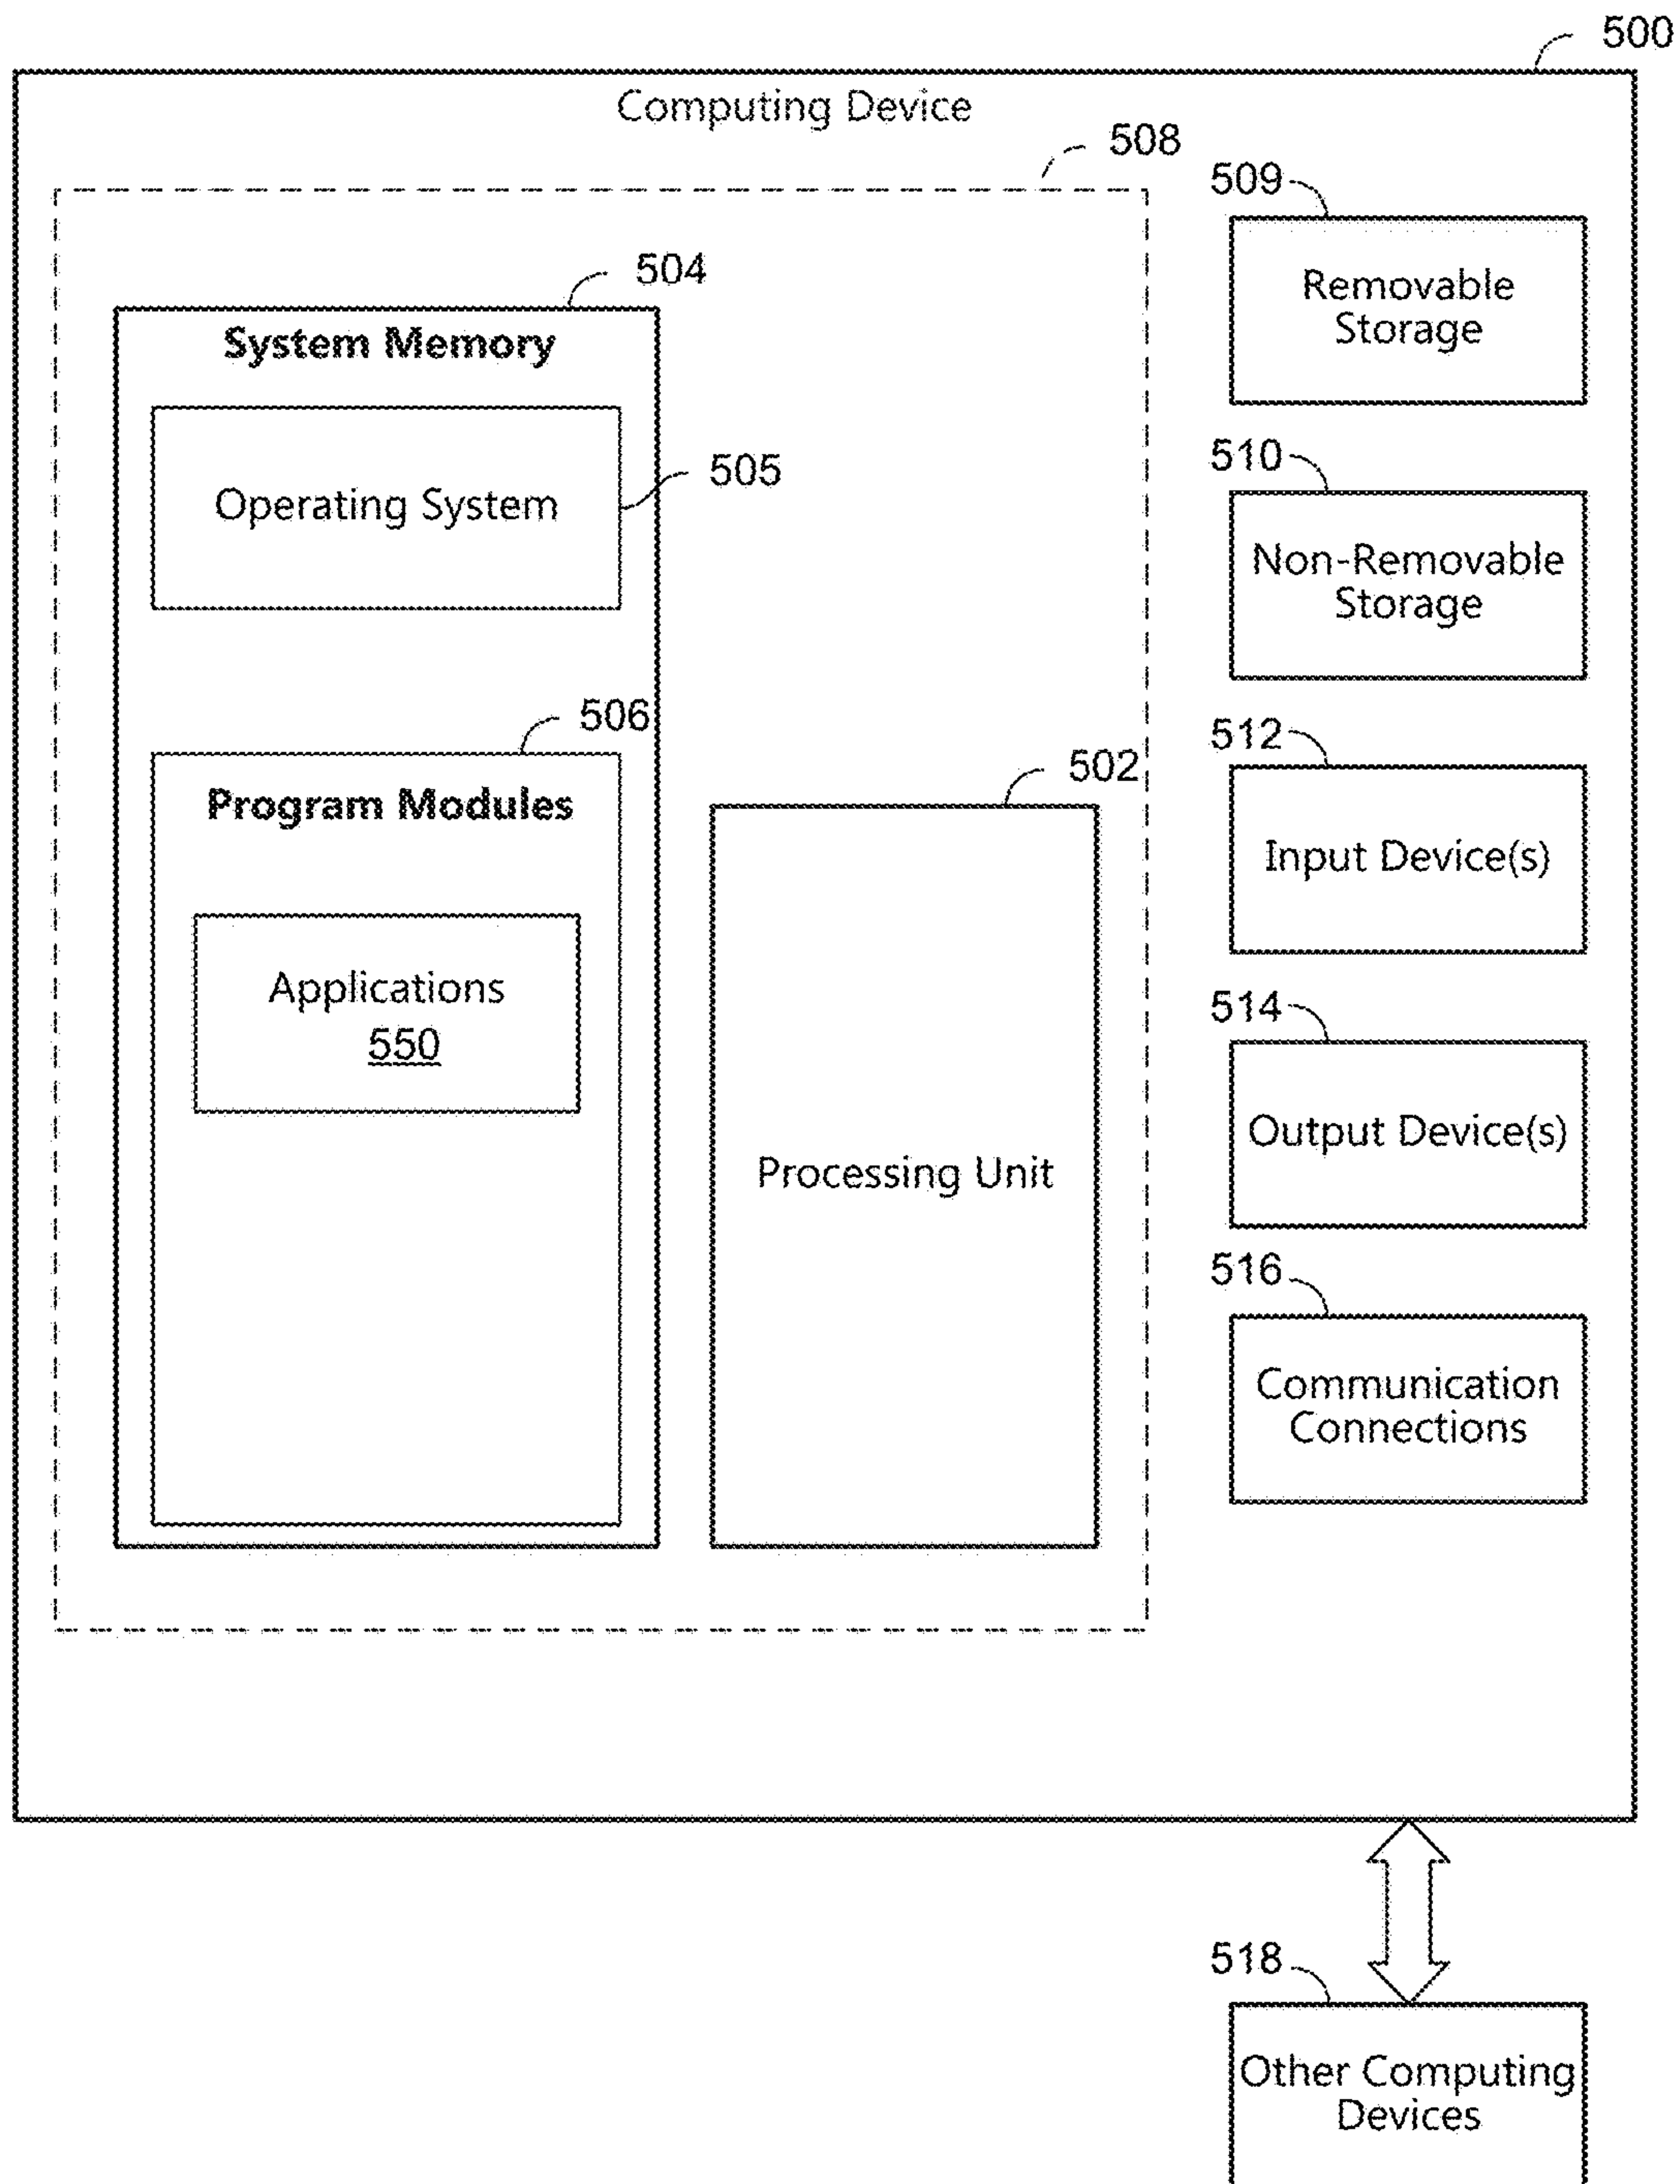 500
Computing Device
508
509
Removable
Storage
504
System Memory
Operating System
505
510
Non-Removable
Storage
506
Program Modules
Applications
550
502
Processing Unit
512
Input Device(s)
514
Output Device(s)
516
Communication
Connections
518
Other Computing
Devices